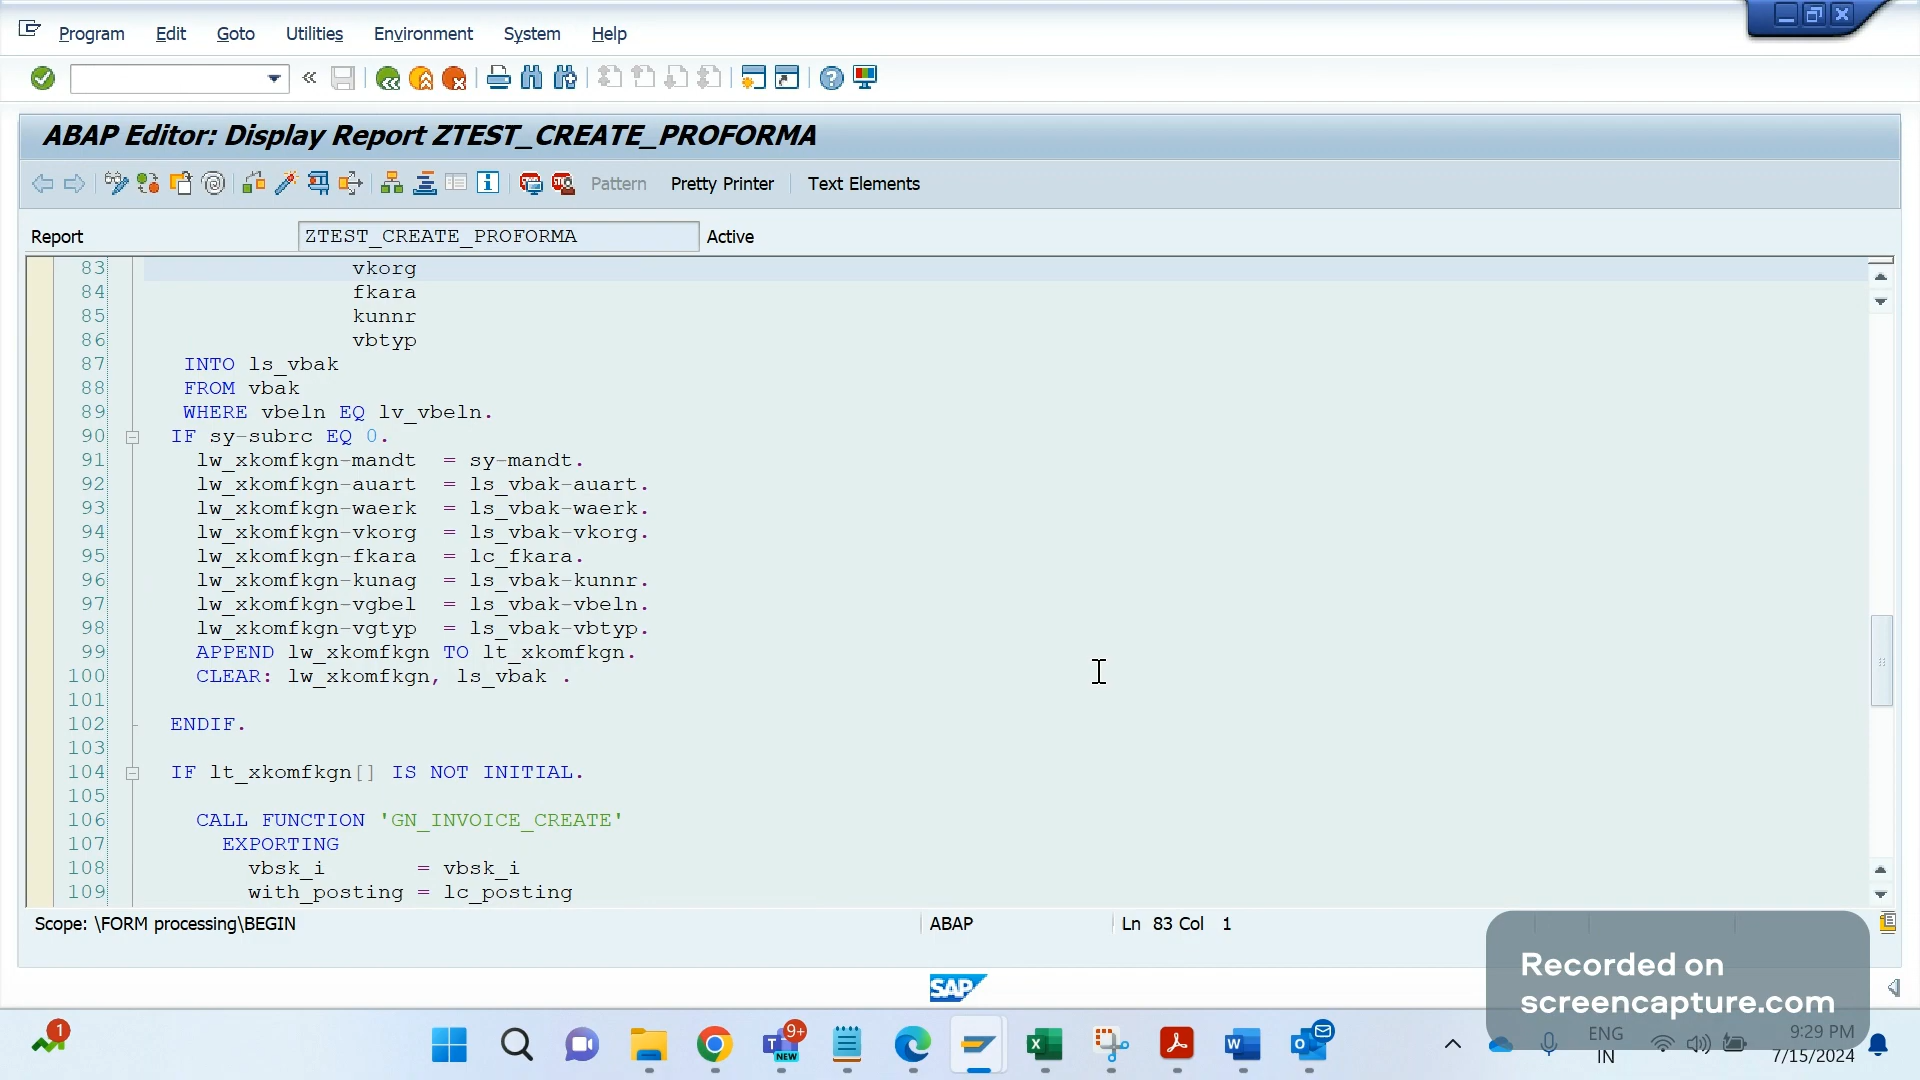 Program Edit Goto Utilities Environment System Help
ABAP Editor: Display Report ZTEST_CREATE_PROFORMA
Pattern Pretty Printer Text Elements
Report ZTEST_CREATE_PROFORMA Active
83 vkorg
84 fkara
85 kunnr
86 vbtyp
87 INTO ls_vbak
88 FROM vbak
89 WHERE vbeln EQ lv_vbeln.
90 IF sy-subrc EQ 0.
91 lw_xkomfkgn-mandt = sy-mandt.
92 lw_xkomfkgn-auart = ls_vbak-auart.
93 lw_xkomfkgn-waerk = ls_vbak-waerk.
94 lw_xkomfkgn-vkorg = ls_vbak-vkorg.
95 lw_xkomfkgn-fkara = lc_fkara.
96 lw_xkomfkgn-kunag = ls_vbak-kunnr.
97 lw_xkomfkgn-vgbel = ls_vbak-vbeln.
98 lw_xkomfkgn-vgtyp = ls_vbak-vbtyp.
99 APPEND lw_xkomfkgn TO lt_xkomfkgn.
100 CLEAR: lw_xkomfkgn, ls_vbak .
101
102 ENDIF.
103
104 IF lt_xkomfkgn[] IS NOT INITIAL.
105
106 CALL FUNCTION 'GN_INVOICE_CREATE'
107 EXPORTING
108 vbsk_i = vbsk_i
109 with_posting = lc_posting
Scope: \FORM processing\BEGIN ABAP Ln 83 Col 1
SAP
Recorded on
screencapture.com
1
9+
NEW
ENG
IN
9:29 PM
7/15/2024